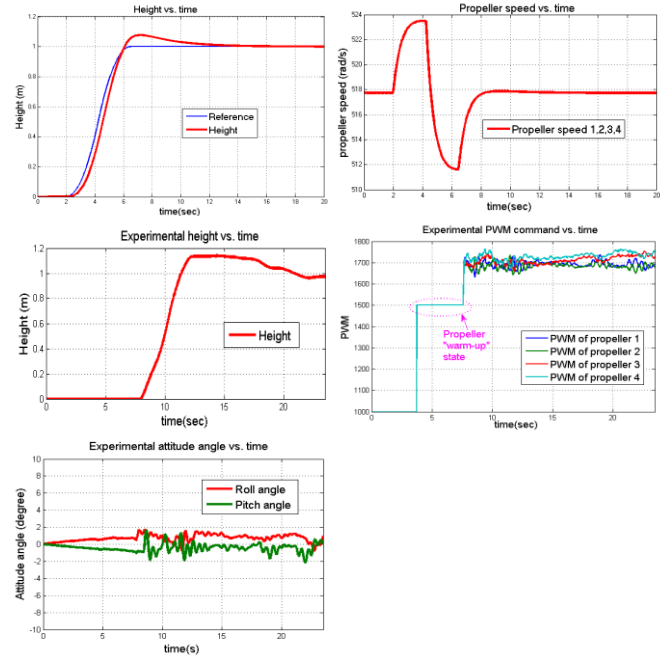 Height vs. time
1.2
1
0.8
0.6
0.4
0.2
0
Height (m)
Reference
Height
0 2 4 6 8 10 12 14 16 18 20
time(sec)
Propeller speed vs. time
524
522
520
518
516
514
512
510
propeller speed (rad/s)
Propeller speed 1,2,3,4
0 2 4 6 8 10 12 14 16 18 20
time(sec)
Experimental height vs. time
1.2
1
0.8
0.6
0.4
0.2
0
Height (m)
Height
0 5 10 15 20
time(sec)
Experimental PWM command vs. time
1800
1700
1600
1500
1400
1300
1200
1100
1000
PWM
Propeller
"warm-up"
state
PWM of propeller 1
PWM of propeller 2
PWM of propeller 3
PWM of propeller 4
5 10 15 20
time(sec)
Experimental attitude angle vs. time
10
8
6
4
2
0
-2
-4
-6
-8
-10
Attitude angle (degree)
Roll angle
Pitch angle
0 5 10 15 20
time(s)